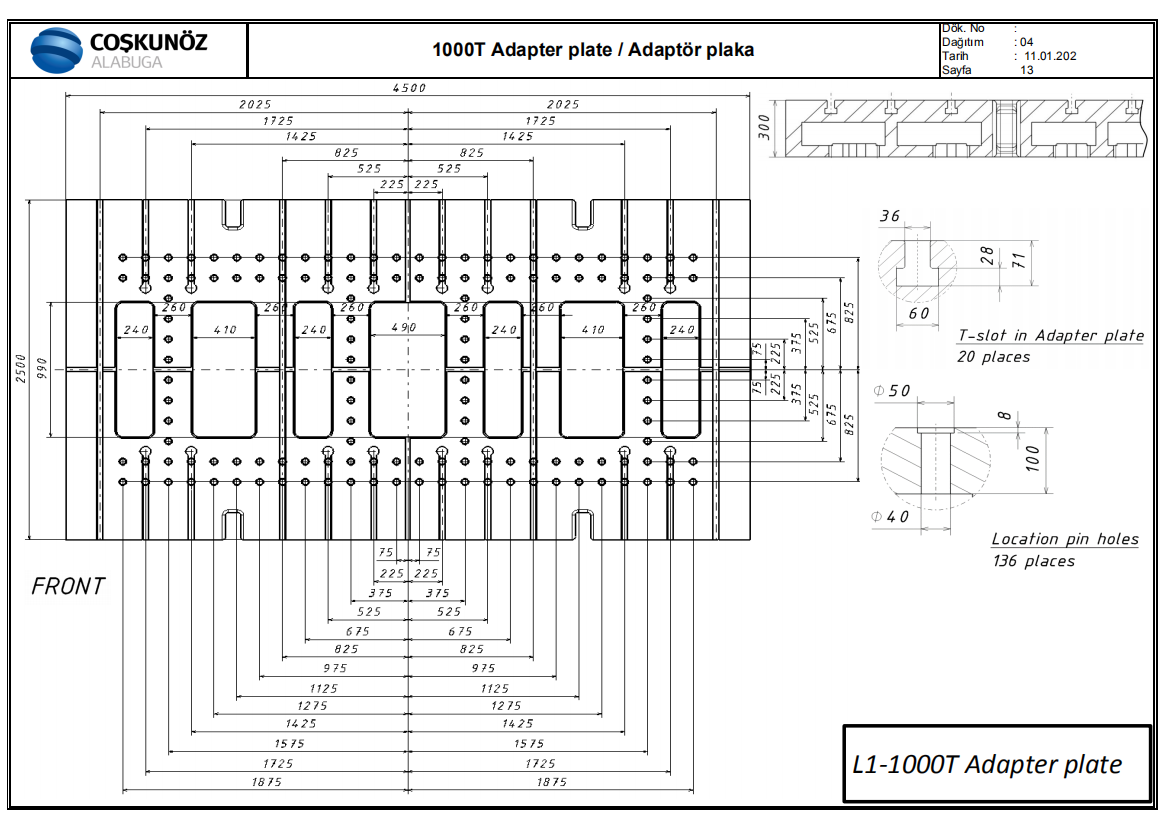 COŞKUNÖZ
ALABUGA
1000T Adapter plate / Adaptör plaka
Dök. No :
Dağıtım : 04
Tarih : 11.01.202
Sayfa 13
4500
2025 2025
1725 1725
1425 1425
825 825
525 525
225 225
300
36
28
71
60
T-slot in Adapter plate
20 places
260 260 260 260 260 260
240 410 240 490 240 410 240
2500
990
75 225 375 525 675 825
75 225 375 525 675 825
Φ50
8
100
Φ40
Location pin holes
136 places
FRONT
75 75
225 225
375 375
525 525
675 675
825 825
975 975
1125 1125
1275 1275
1425 1425
1575 1575
1725 1725
1875 1875
L1-1000T Adapter plate